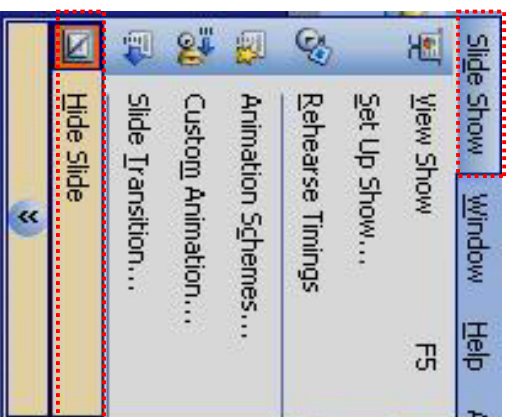 Slide Show Window Help
View Show F5
Set Up Show...
Rehearse Timings
Animation Schemes...
Custom Animation...
Slide Transition...
Hide Slide